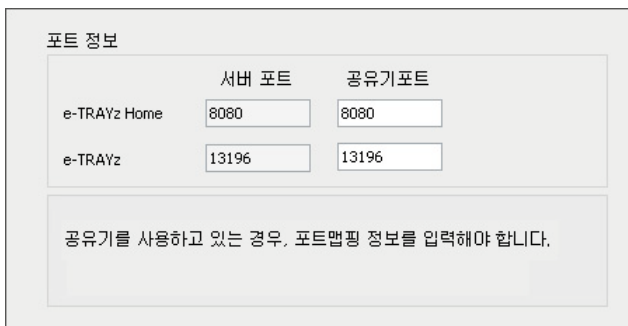 포트 정보
서버 포트 공유기포트
e-TRAYz Home 8080 8080
e-TRAYz 13196 13196
공유기를 사용하고 있는 경우, 포트맵핑 정보를 입력해야 합니다.